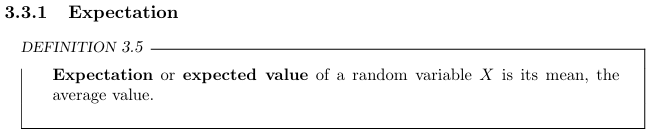 3.3.1 Expectation
DEFINITION 3.5
Expectation or expected value of a random variable X is its mean, the
average value.